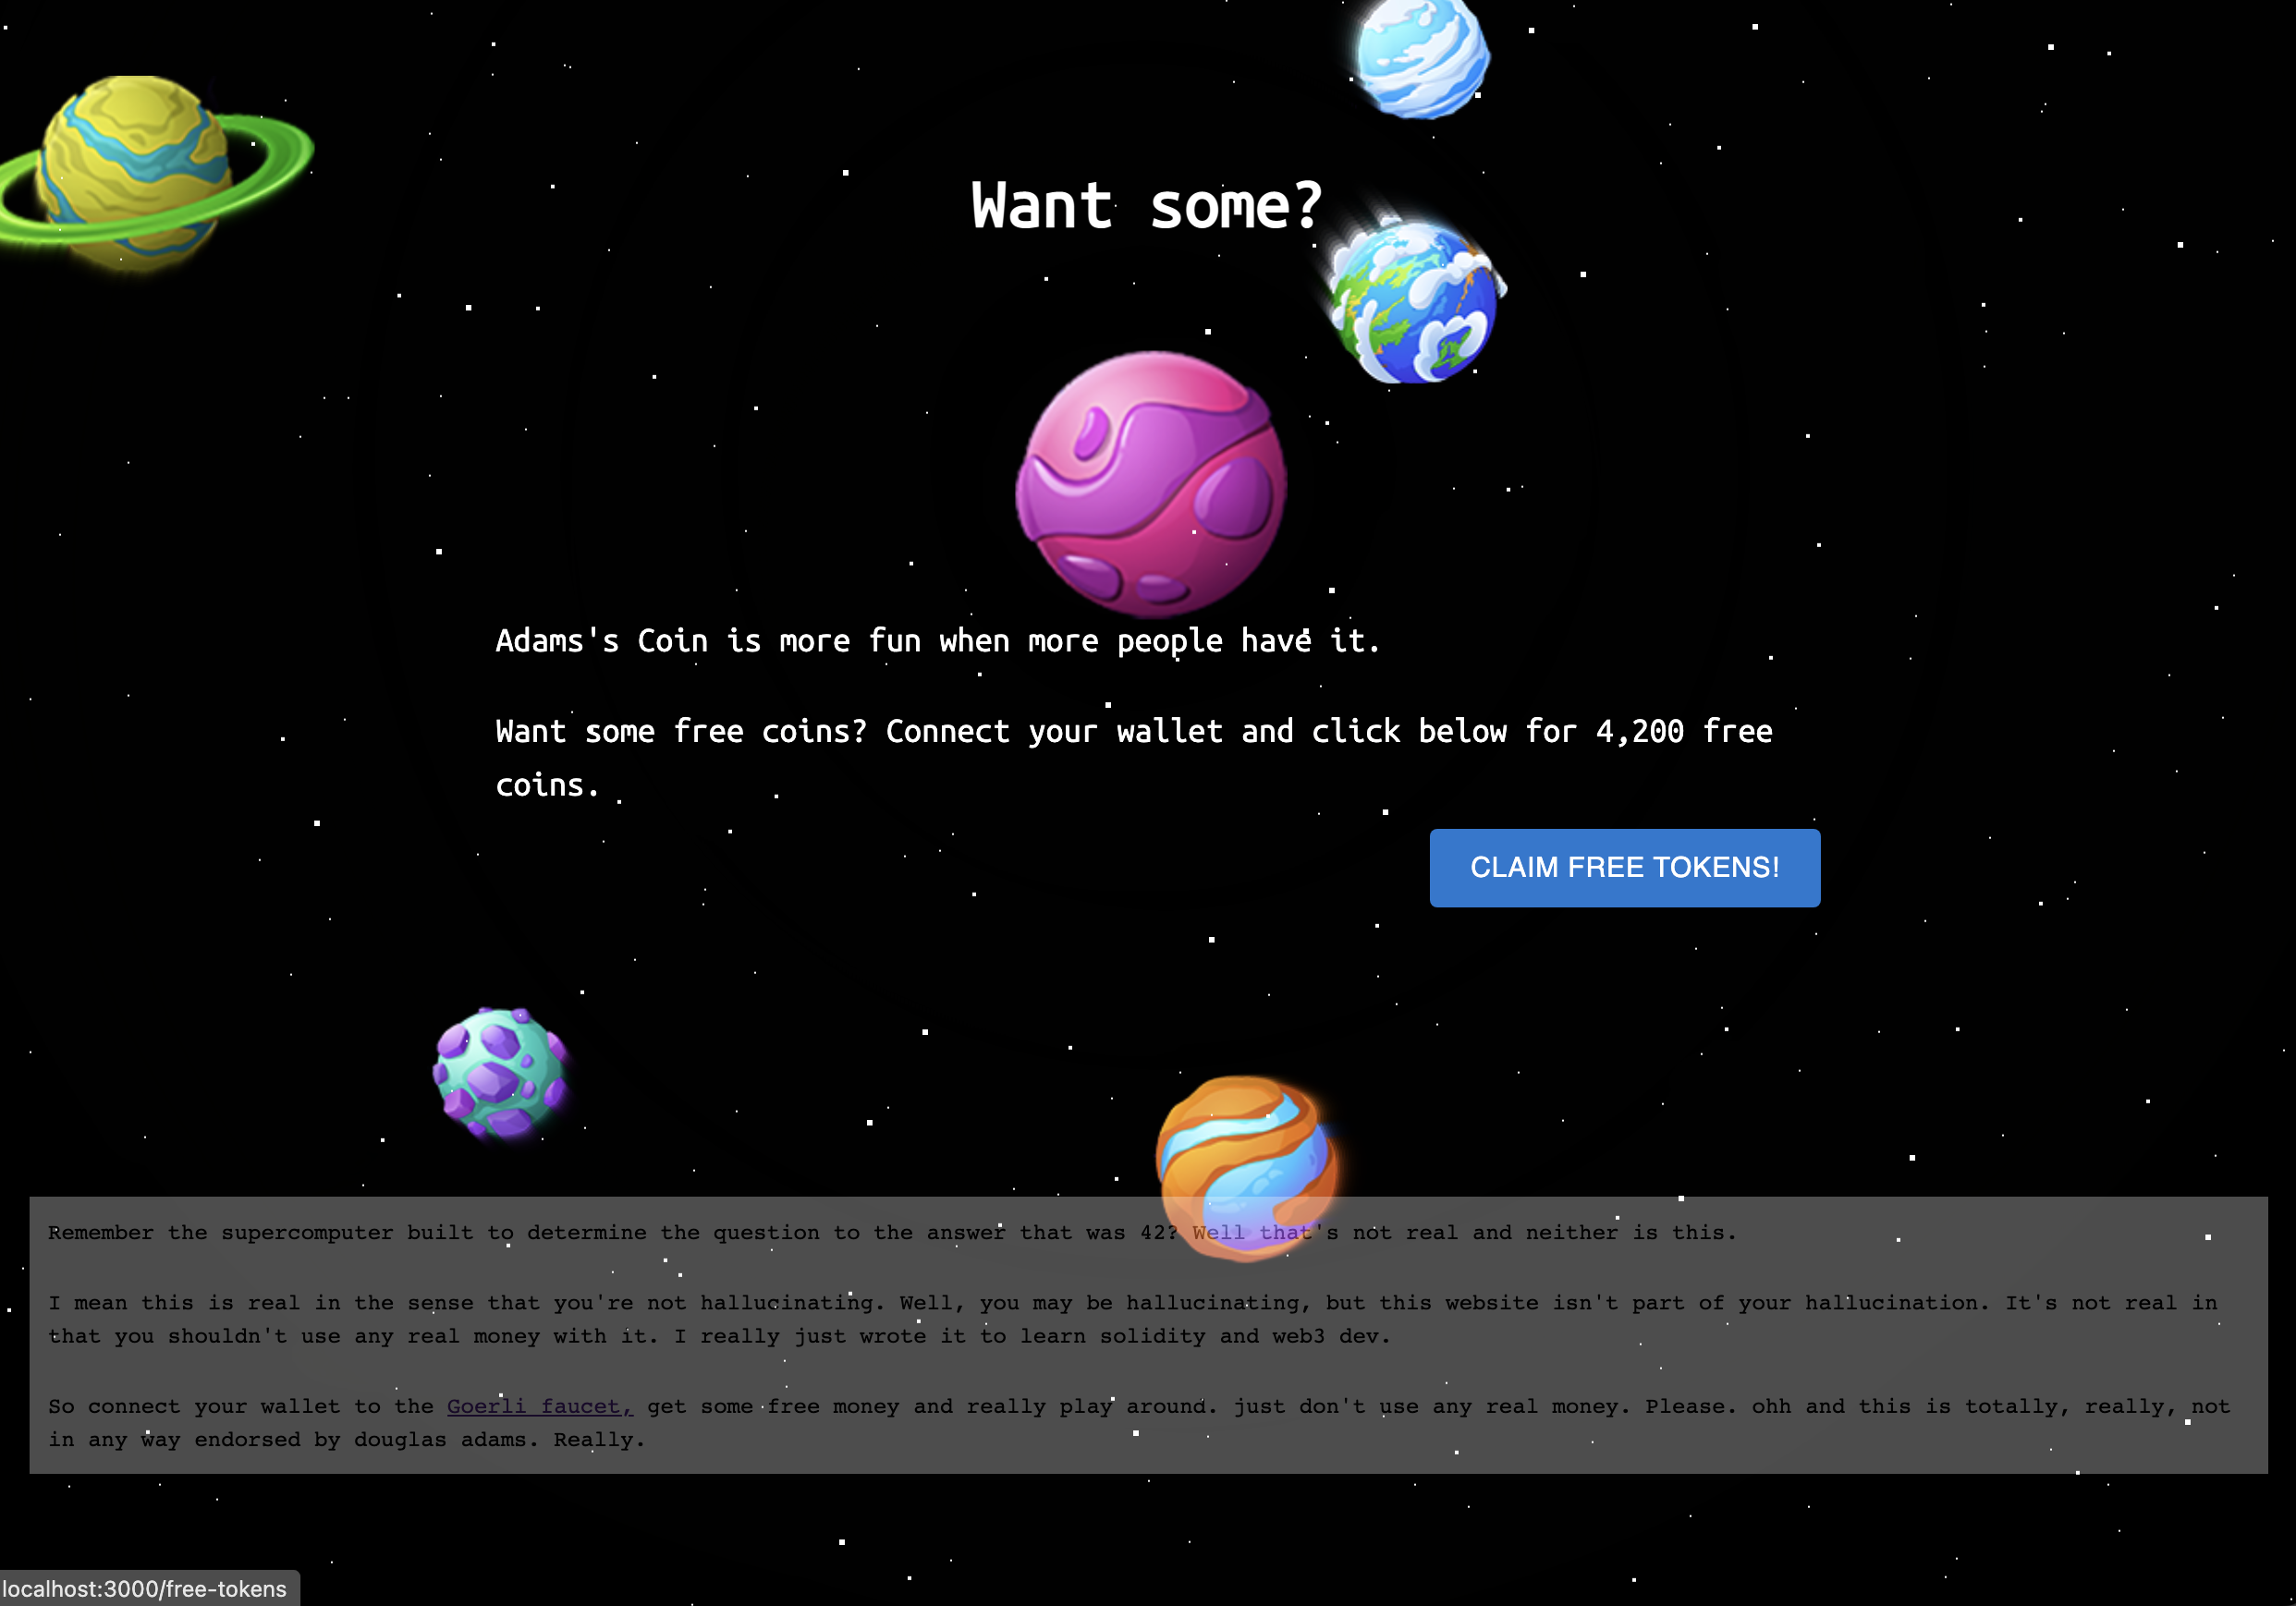 Want some?
Adams's Coin is more fun when more people have it.
Want some free coins? Connect your wallet and click below for 4,200 free
coins.
CLAIM FREE TOKENS!
Remember the supercomputer built to determine the question to the answer that was 42? Well that's not real and neither is this.
I mean this is real in the sense that you're not hallucinating. Well, you may be hallucinating, but this website isn't part of your hallucination. It's not real in
that you shouldn't use any real money with it. I really just wrote it to learn solidity and web3 dev.
So connect your wallet to the Goerli faucet, get some free money and really play around. just don't use any real money. Please. ohh and this is totally, really, not
in any way endorsed by douglas adams. Really.
localhost:3000/free-tokens